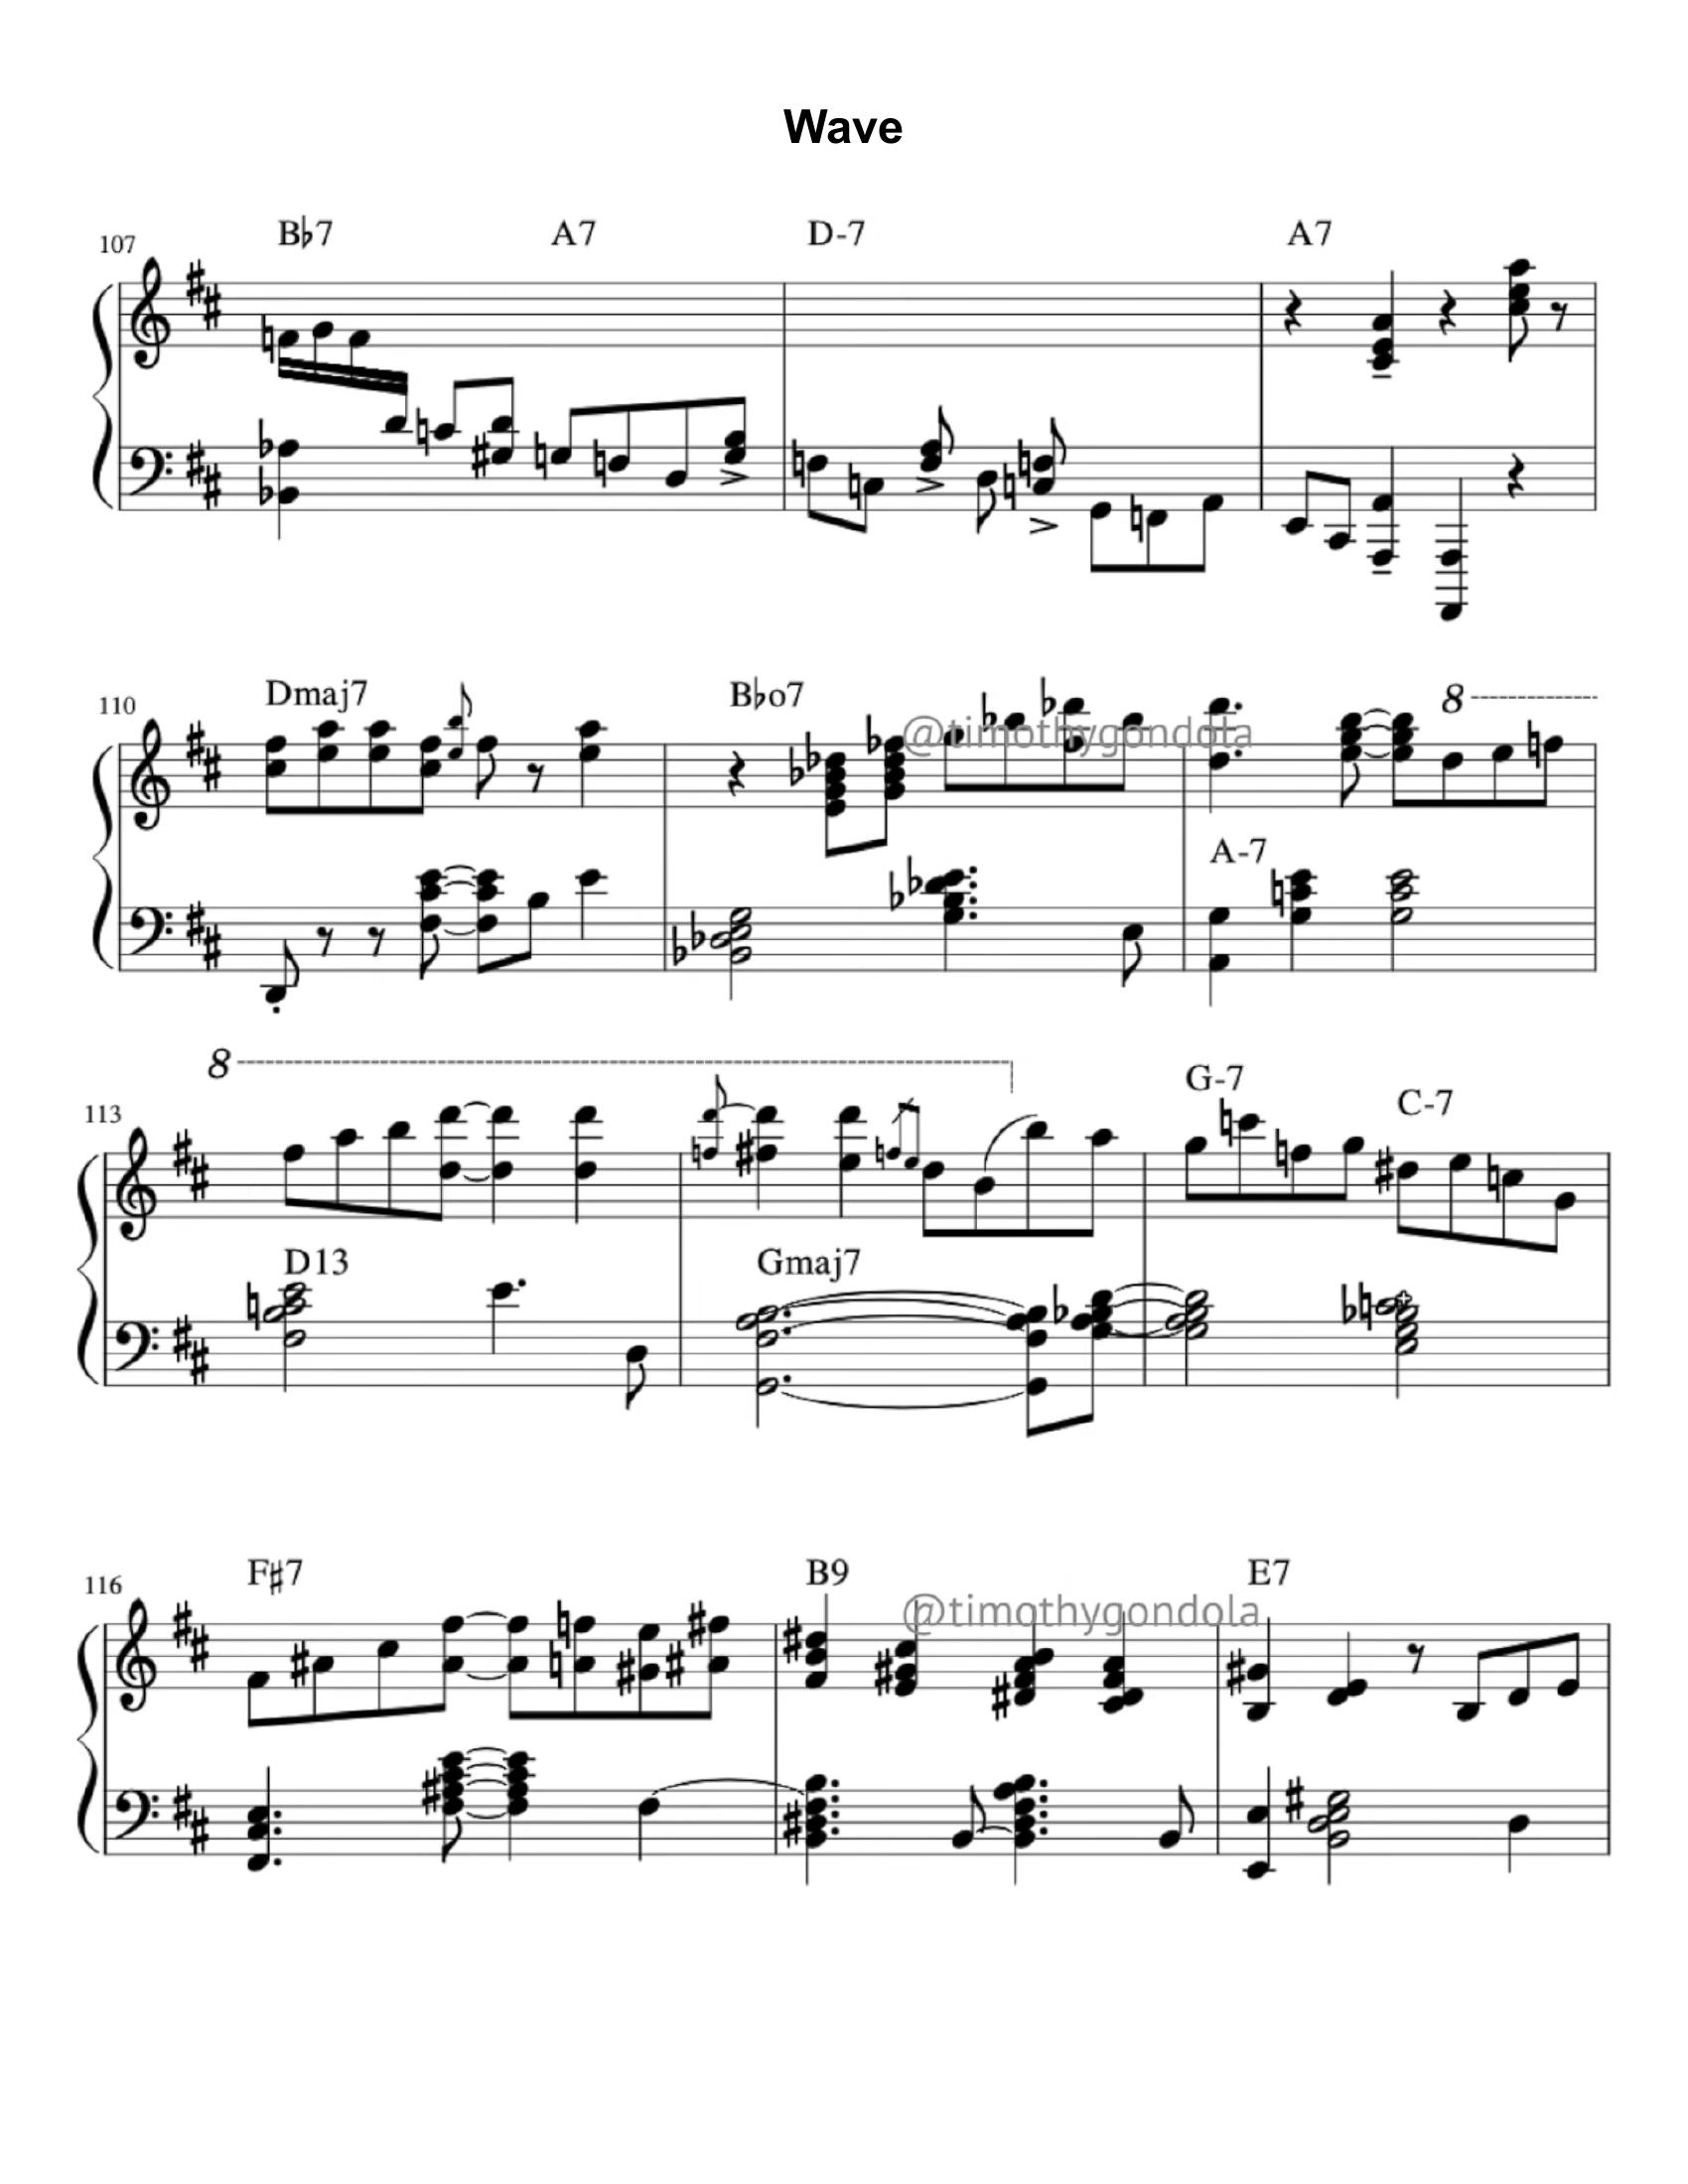 Wave
107 B♭7 A7 D-7 A7
110 Dmaj7 B♭o7 @timothygondola 8
A-7
8
113 G-7 C-7
D13 Gmaj7
116 F♯7 B9 @timothygondola E7